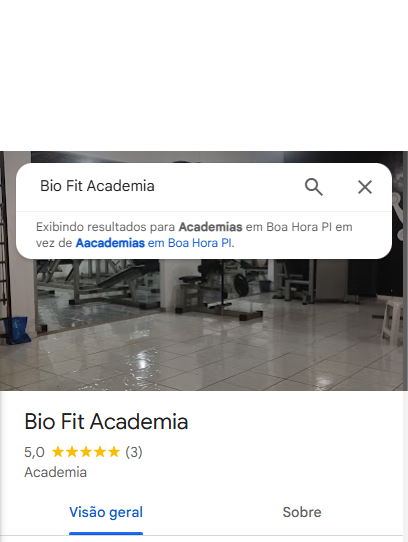 Bio Fit Academia
Exibindo resultados para Academias em Boa Hora PI em
vez de Aacademias em Boa Hora PI.
Bio Fit Academia
5,0 ★★★★★ (3)
Academia
Visão geral
Sobre